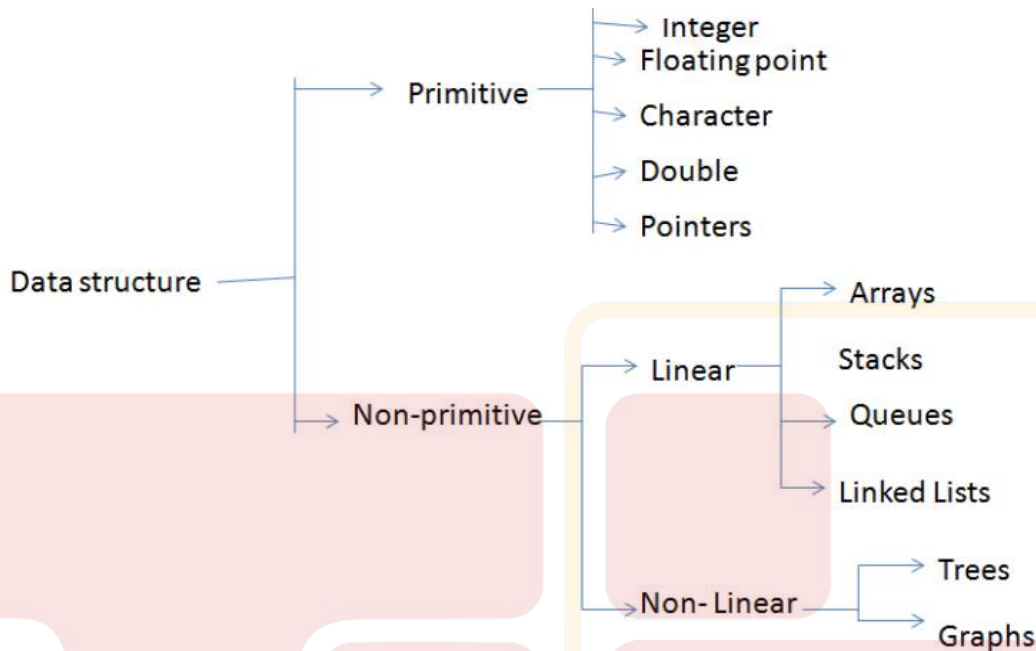 Integer
Floating point
Primitive
Character
Double
Pointers
Data structure
Arrays
Linear
Stacks
Non-primitive
Queues
Linked Lists
Trees
Non- Linear
Graphs